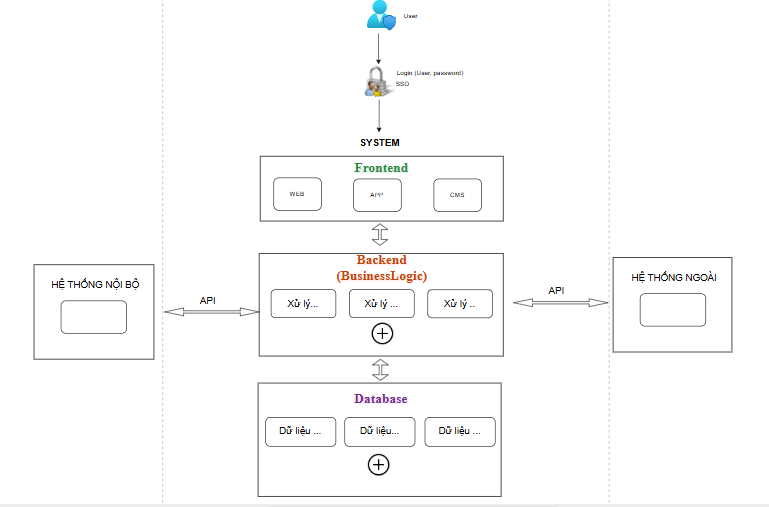 User
Login (User, password)
SSO
SYSTEM
Frontend
WEB
APP
CMS
Backend
(BusinessLogic)
Xử lý...
Xử lý ...
Xử lý ..
HỆ THỐNG NỘI BỘ
API
API
HỆ THỐNG NGOÀI
Database
Dữ liệu ...
Dữ liệu...
Dữ liệu ...